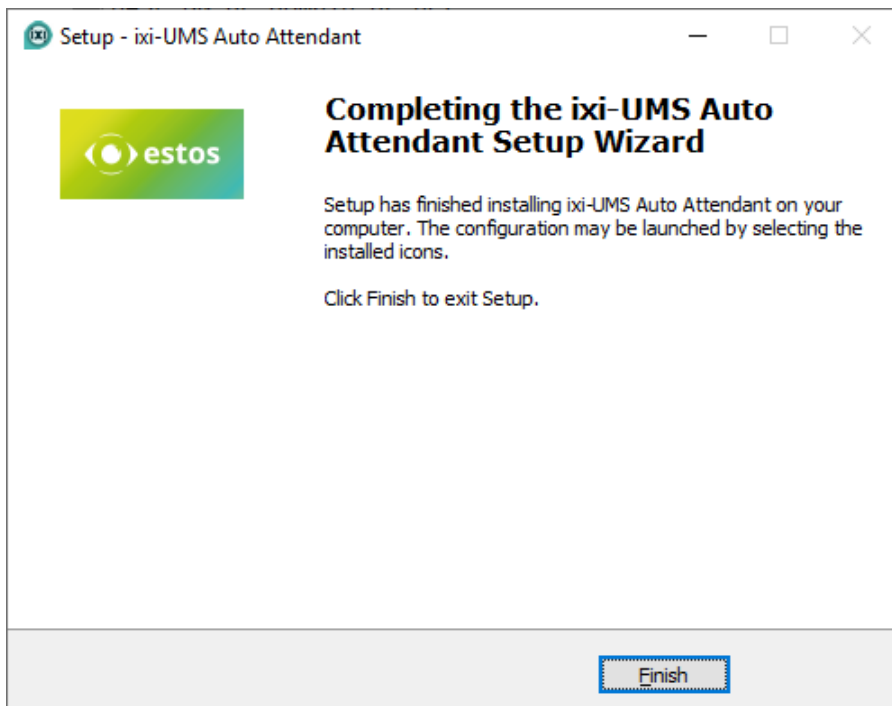 Setup - ixi-UMS Auto Attendant
estos
Completing the ixi-UMS Auto
Attendant Setup Wizard
Setup has finished installing ixi-UMS Auto Attendant on your
computer. The configuration may be launched by selecting the
installed icons.
Click Finish to exit Setup.
Finish